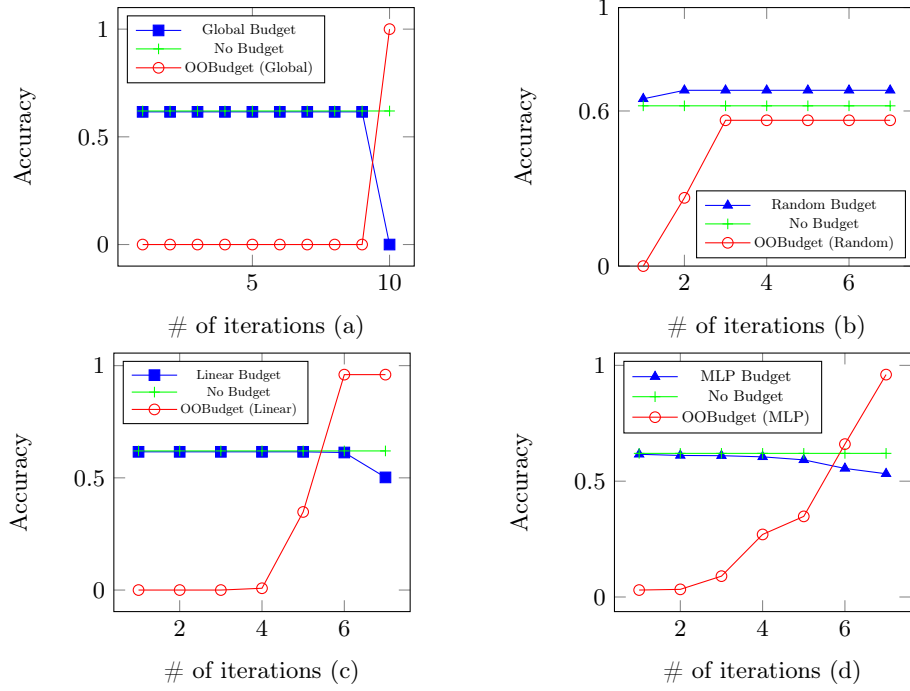 1
0.5
0
Accuracy
Global Budget
No Budget
OOBudget (Global)
5
10
# of iterations (a)
1
0.6
0
Accuracy
Random Budget
No Budget
OOBudget (Random)
2
4
6
# of iterations (b)
1
0.5
0
Accuracy
Linear Budget
No Budget
OOBudget (Linear)
2
4
6
# of iterations (c)
1
0.5
0
Accuracy
MLP Budget
No Budget
OOBudget (MLP)
2
4
6
# of iterations (d)